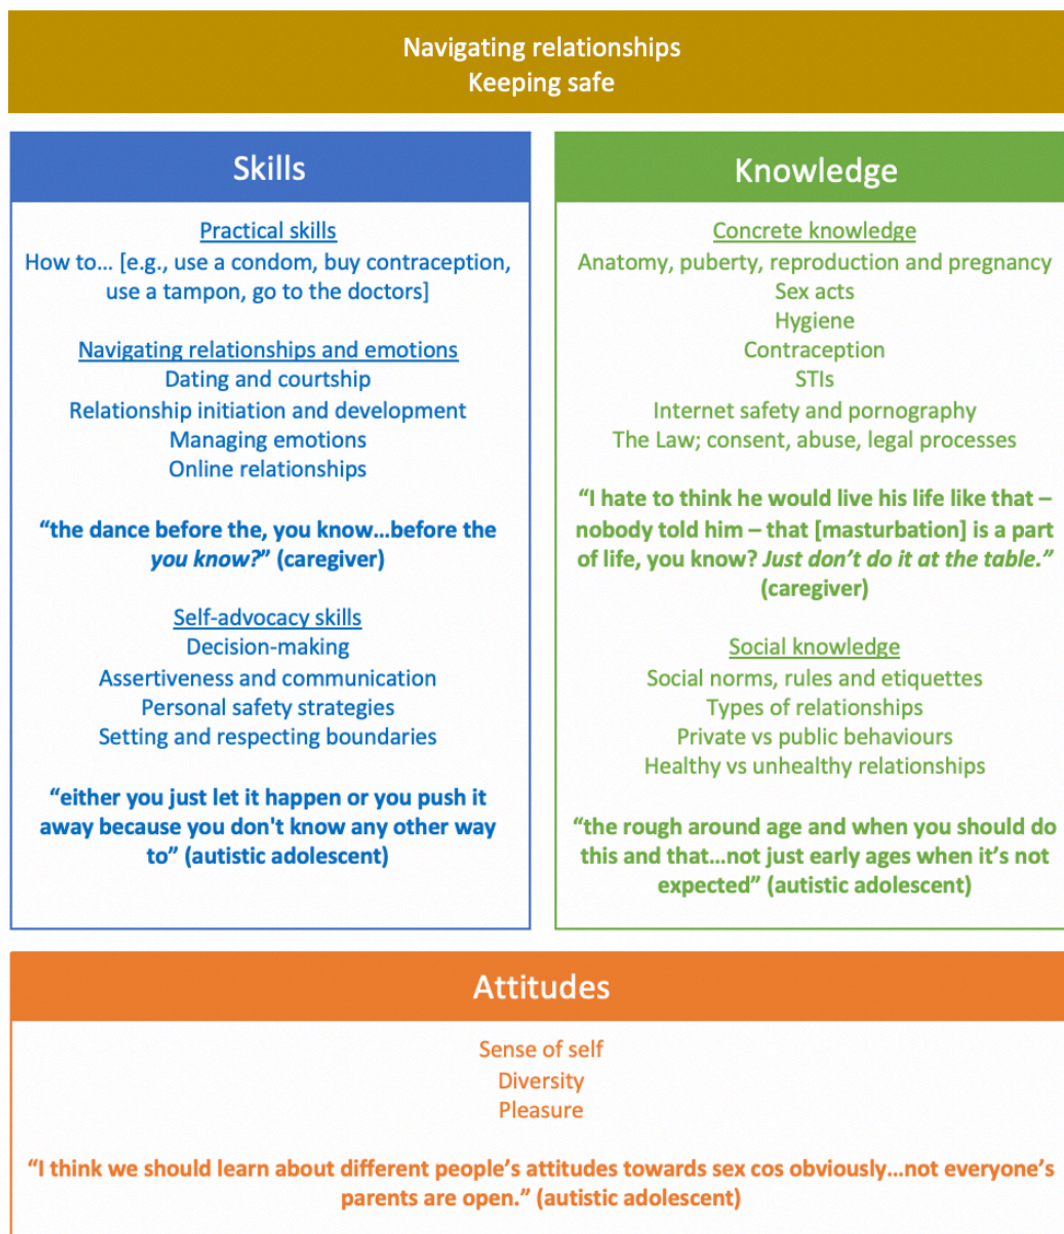 Navigating relationships
Keeping safe
Skills
Practical skills
How to... [e.g., use a condom, buy contraception,
use a tampon, go to the doctors]
Navigating relationships and emotions
Dating and courtship
Relationship initiation and development
Managing emotions
Online relationships
“the dance before the, you know...before the
you know?” (caregiver)
Self-advocacy skills
Decision-making
Assertiveness and communication
Personal safety strategies
Setting and respecting boundaries
“either you just let it happen or you push it
away because you don't know any other way
to” (autistic adolescent)
Knowledge
Concrete knowledge
Anatomy, puberty, reproduction and pregnancy
Sex acts
Hygiene
Contraception
STIs
Internet safety and pornography
The Law; consent, abuse, legal processes
“I hate to think he would live his life like that –
nobody told him – that [masturbation] is a part
of life, you know? Just don’t do it at the table.”
(caregiver)
Social knowledge
Social norms, rules and etiquettes
Types of relationships
Private vs public behaviours
Healthy vs unhealthy relationships
“the rough around age and when you should do
this and that...not just early ages when it’s not
expected” (autistic adolescent)
Attitudes
Sense of self
Diversity
Pleasure
“I think we should learn about different people’s attitudes towards sex cos obviously...not everyone’s
parents are open.” (autistic adolescent)